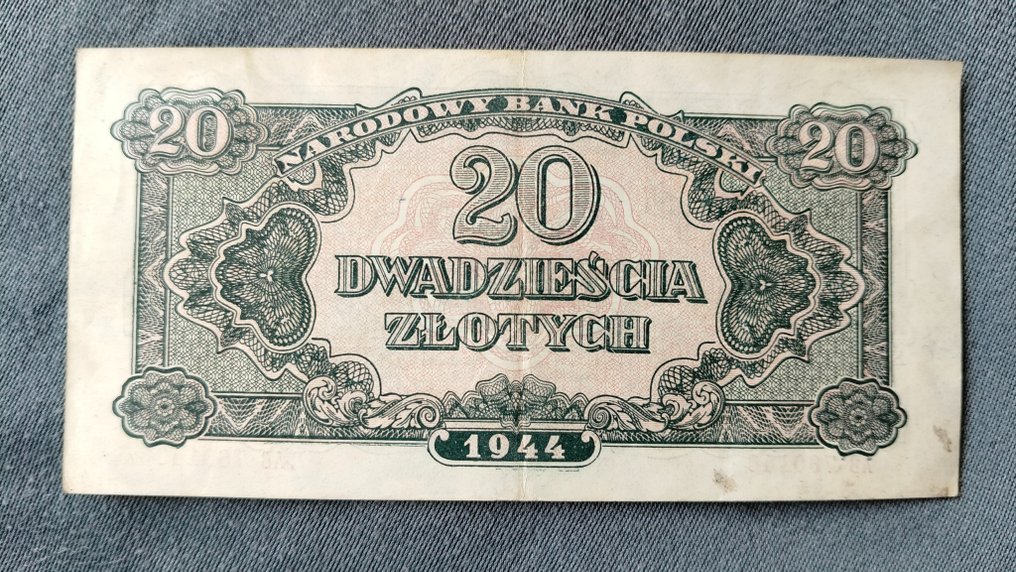 20 20
NARODOWY BANK POLSKI
20
DWADZIEŚCIA
ZŁOTYCH
1944